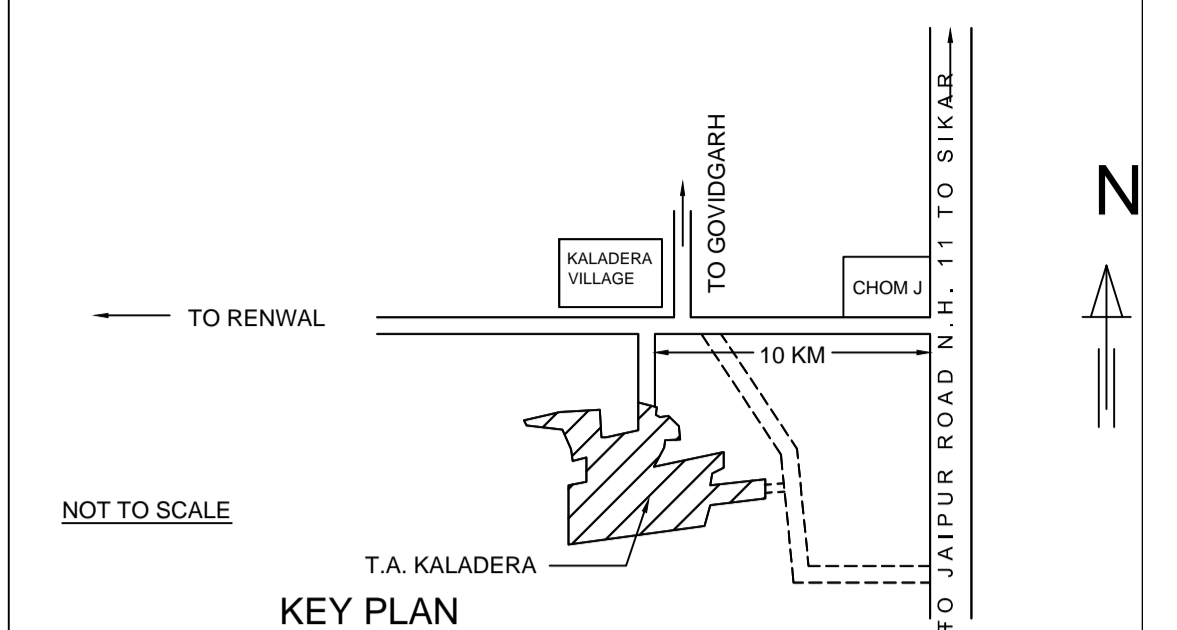 TO JAIPUR ROAD N.H. 11 TO SIKAR
TO GOVIDGARH
N
KALADERA
VILLAGE
CHOM J
TO RENWAL
10 KM
NOT TO SCALE
T.A. KALADERA
KEY PLAN